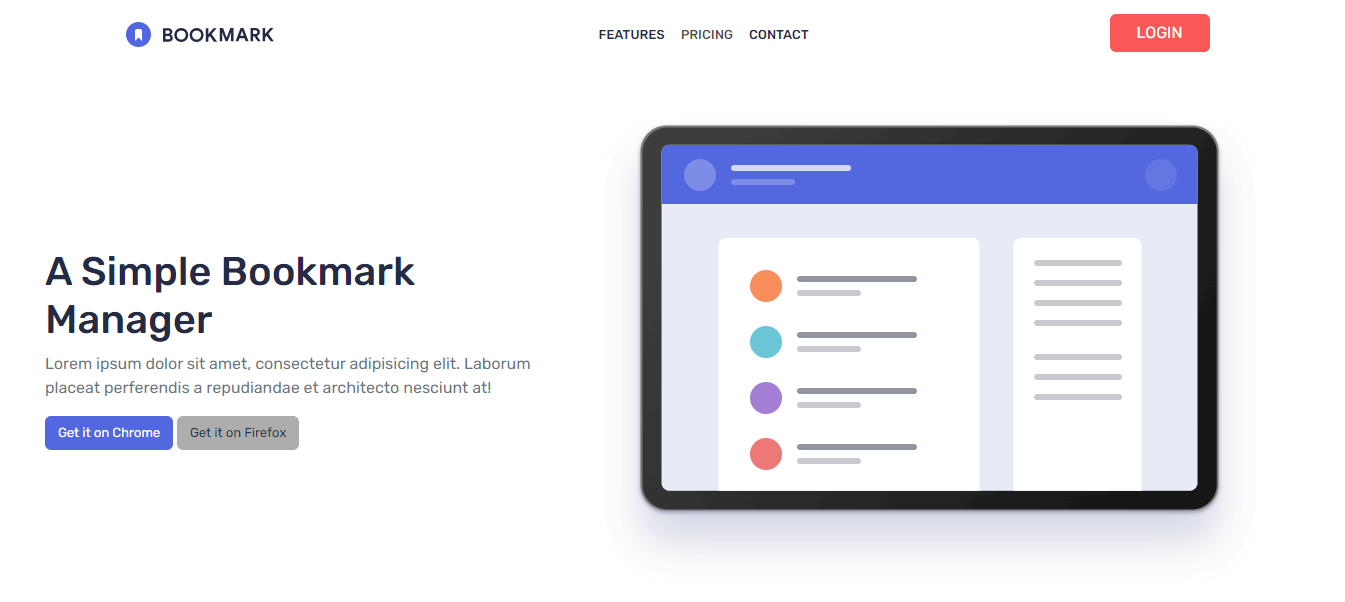 BOOKMARK
FEATURES PRICING CONTACT
LOGIN
A Simple Bookmark
Manager
Lorem ipsum dolor sit amet, consectetur adipisicing elit. Laborum
placeat perferendis a repudiandae et architecto nesciunt at!
Get it on Chrome
Get it on Firefox